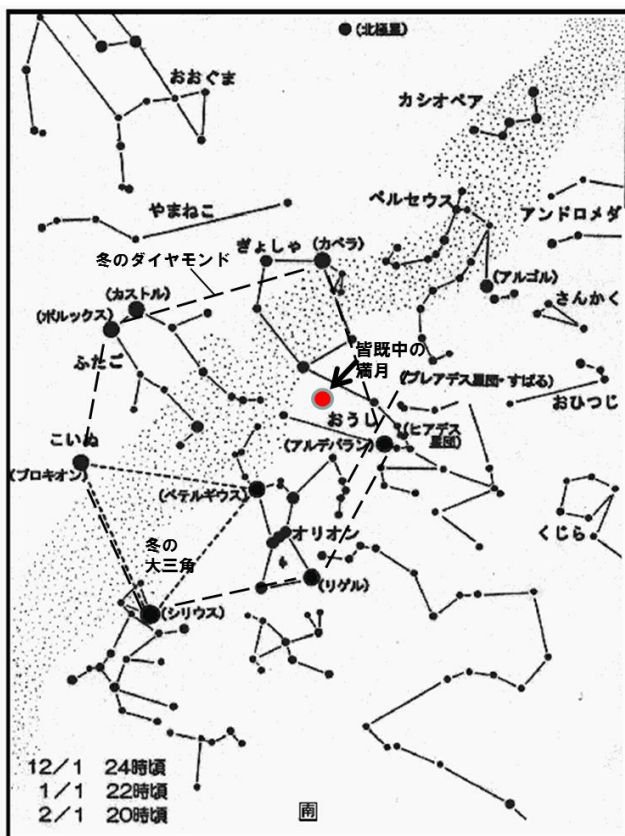 (北極星)
おおぐま
カシオペア
やまねこ
ペルセウス
アンドロメダ
ぎょしゃ
(カペラ)
冬のダイヤモンド
(カストル)
(アルゴル)
(ポルックス)
さんかく
皆既中の
満月
ふたご
(プレアデス星団・すばる)
おひつじ
おうし
(ヒアデス
星団)
(アルデバラン)
こいぬ
(プロキオン)
(ベテルギウス)
オリオン
くじら
冬の
大三角
(リゲル)
(シリウス)
12/1 24時頃
1/1 22時頃
2/1 20時頃
南